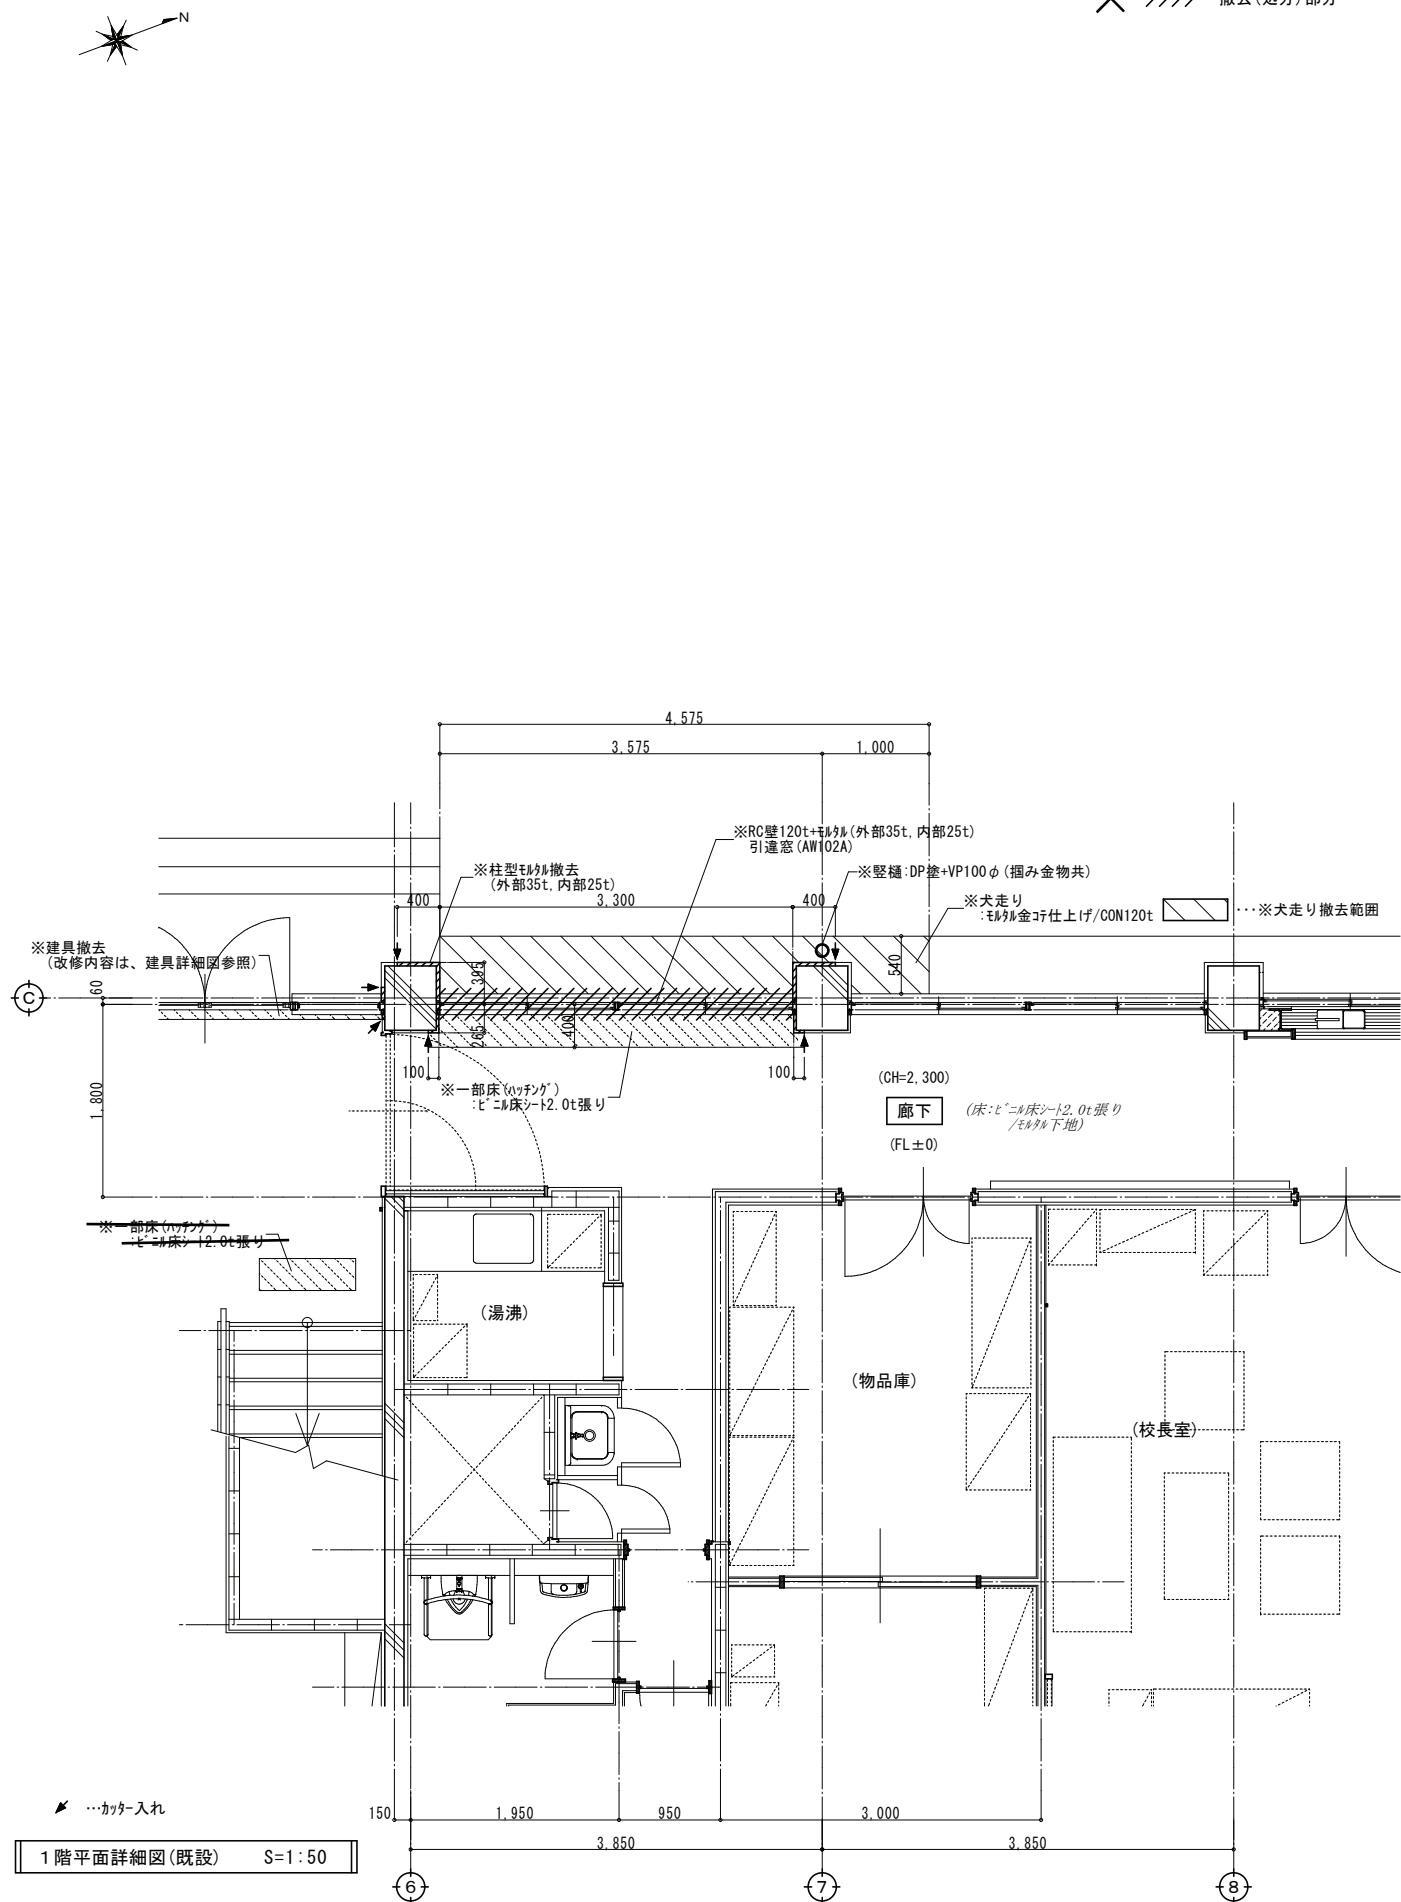 N
撤去(処分)部分
4,575
3,575
1,000
※RC壁120t+ﾓﾙﾀﾙ(外部35t,内部25t)
引違窓(AW102A)
※柱型ﾓﾙﾀﾙ撤去
(外部35t,内部25t)
※竪樋:DP塗+VP100φ(掴み金物共)
400
3,300
400
※犬走り
:ﾓﾙﾀﾙ金ｺﾃ仕上げ/CON120t
…※犬走り撤去範囲
※建具撤去
(改修内容は、建具詳細図参照)
C
60
395
540
265
400
100
100
※一部床(ﾊｯﾁﾝｸﾞ)
:ﾋﾞﾆﾙ床ｼｰﾄ2.0t張り
(CH=2,300)
廊下
(床:ﾋﾞﾆﾙ床ｼｰﾄ2.0t張り
/ﾓﾙﾀﾙ下地)
(FL±0)
1,800
※一部床(ﾊｯﾁﾝｸﾞ)
:ﾋﾞﾆﾙ床ｼｰﾄ2.0t張り
(湯沸)
(物品庫)
(校長室)
…ｶｯﾀｰ入れ
150
1,950
950
3,000
3,850
3,850
1階平面詳細図(既設) S=1:50
6
7
8